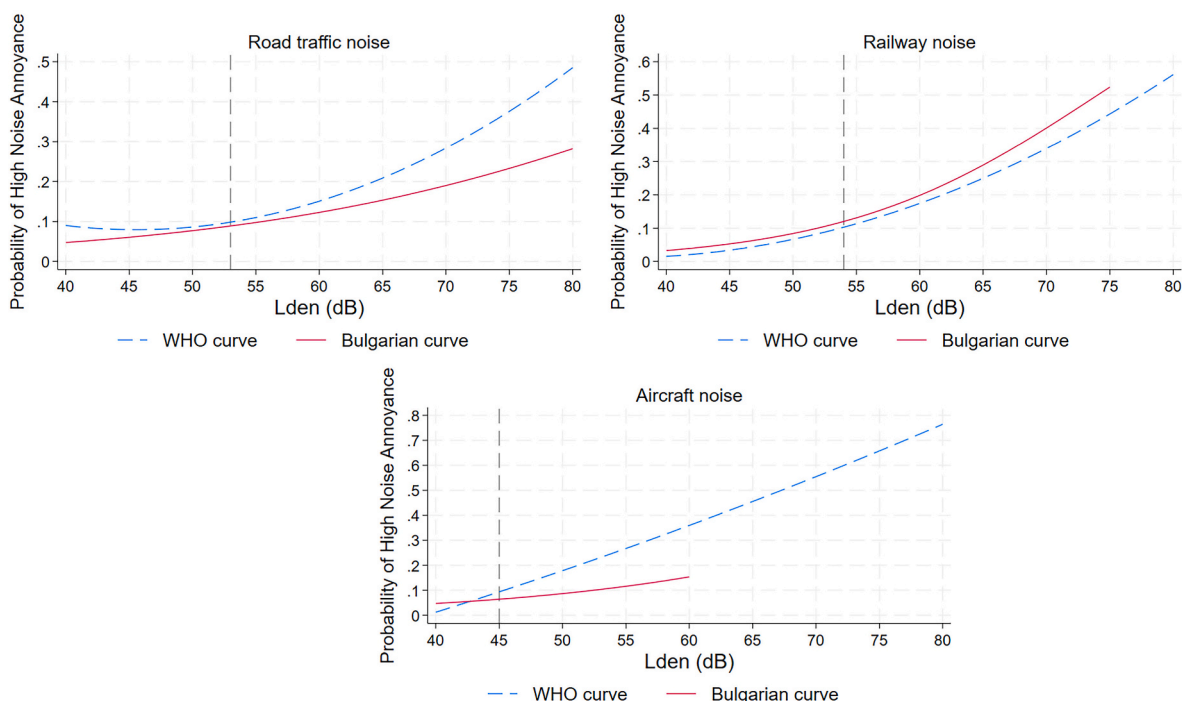 Road traffic noise
Probability of High Noise Annoyance
.5
.4
.3
.2
.1
0
40 45 50 55 60 65 70 75 80
Lden (dB)
WHO curve Bulgarian curve
Railway noise
Probability of High Noise Annoyance
.6
.5
.4
.3
.2
.1
0
40 45 50 55 60 65 70 75 80
Lden (dB)
WHO curve Bulgarian curve
Aircraft noise
Probability of High Noise Annoyance
.8
.7
.6
.5
.4
.3
.2
.1
0
40 45 50 55 60 65 70 75 80
Lden (dB)
WHO curve Bulgarian curve